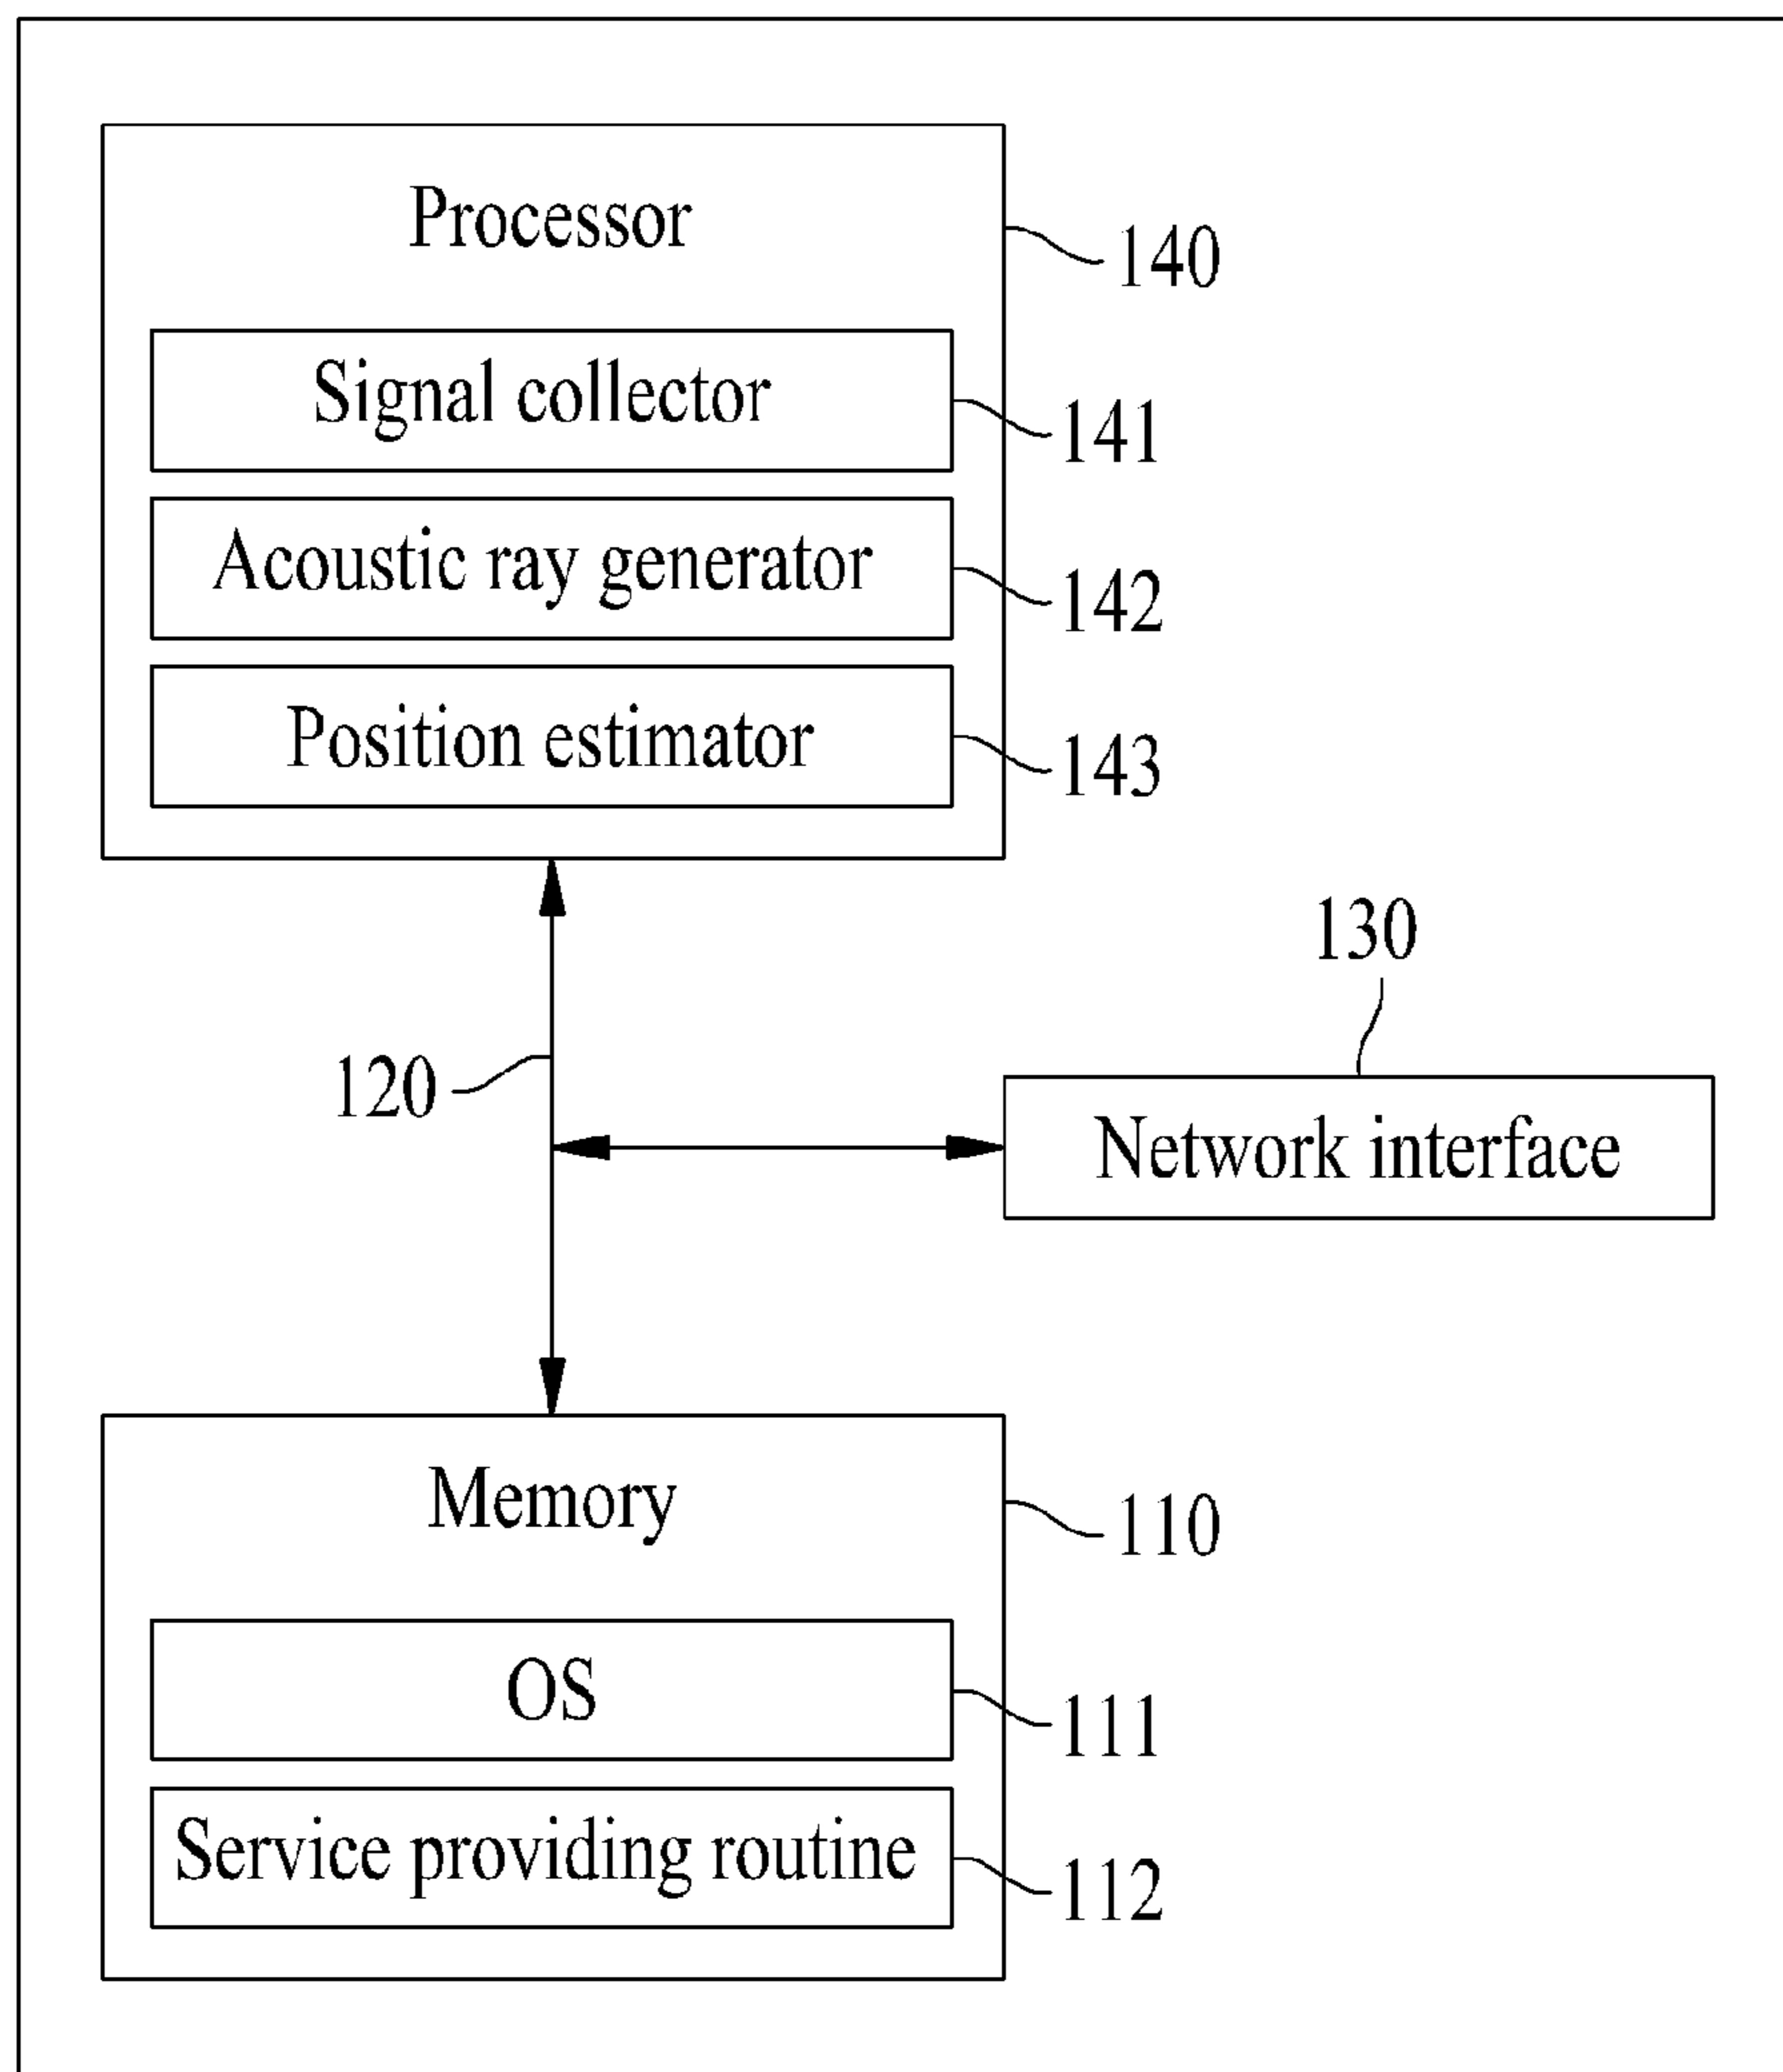 Processor
140
Signal collector
141
Acoustic ray generator
142
Position estimator
143
130
120
Network interface
Memory
110
OS
111
Service providing routine
112